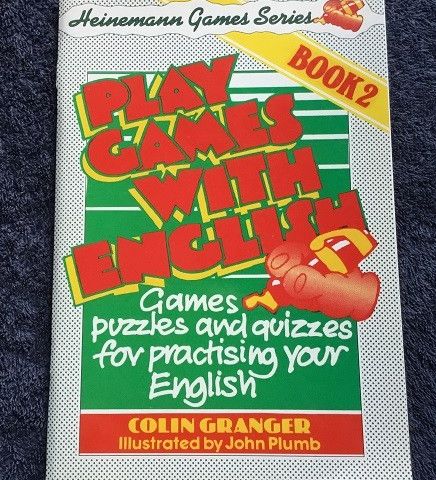 Heinemann Games Series
BOOK 2
PLAY
GAMES
WITH
ENGLISH
Games
puzzles and quizzes
for practising your
English
COLIN GRANGER
Illustrated by John Plumb